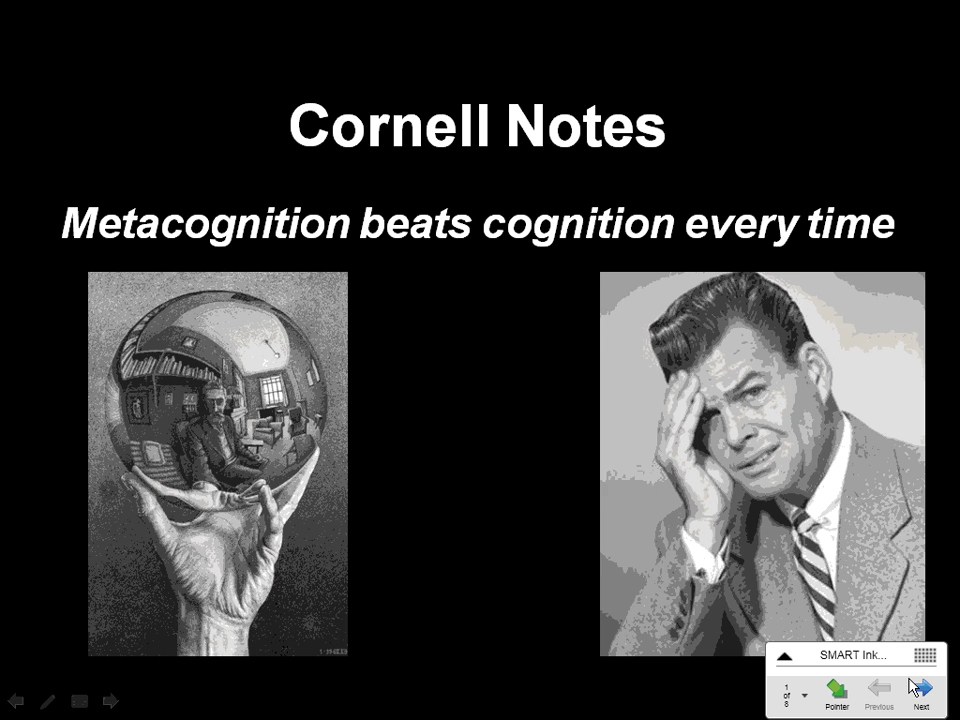 Cornell Notes
Metacognition beats cognition every time
SMART Ink...
1
of
8
Pointer
Previous
Next